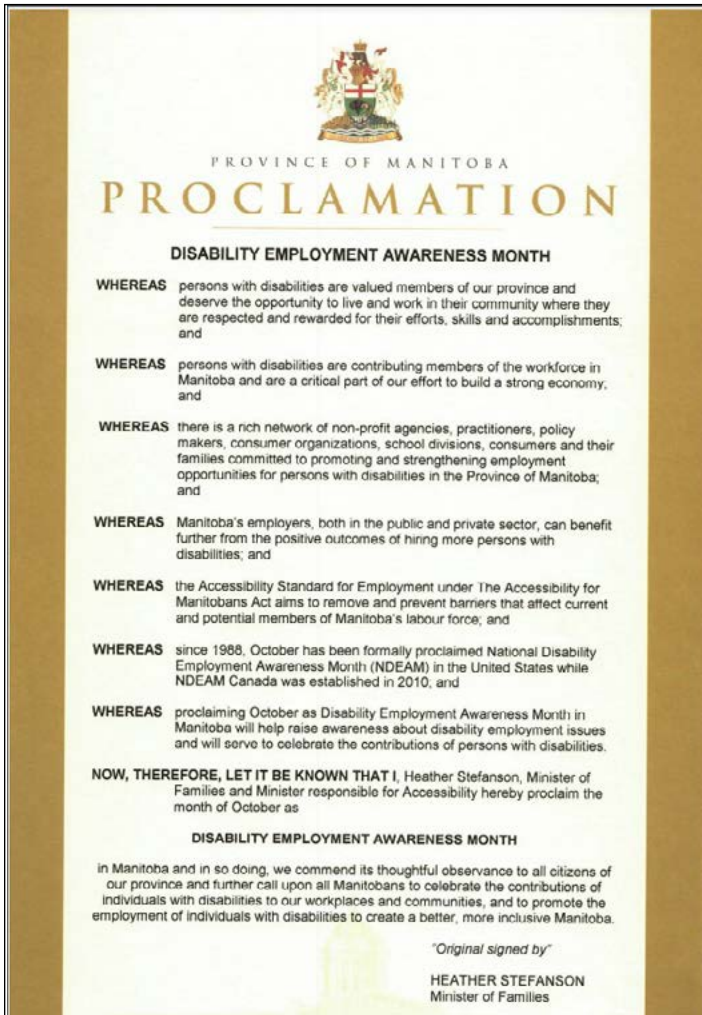 PROVINCE OF MANITOBA
PROCLAMATION
DISABILITY EMPLOYMENT AWARENESS MONTH
WHEREAS persons with disabilities are valued members of our province and
deserve the opportunity to live and work in their community where they
are respected and rewarded for their efforts, skills and accomplishments;
and
WHEREAS persons with disabilities are contributing members of the workforce in
Manitoba and are a critical part of our effort to build a strong economy;
and
WHEREAS there is a rich network of non-profit agencies, practitioners, policy
makers, consumer organizations, school divisions, consumers and their
families committed to promoting and strengthening employment
opportunities for persons with disabilities in the Province of Manitoba;
and
WHEREAS Manitoba's employers, both in the public and private sector, can benefit
further from the positive outcomes of hiring more persons with
disabilities; and
WHEREAS the Accessibility Standard for Employment under The Accessibility for
Manitobans Act aims to remove and prevent barriers that affect current
and potential members of Manitoba's labour force; and
WHEREAS since 1988, October has been formally proclaimed National Disability
Employment Awareness Month (NDEAM) in the United States while
NDEAM Canada was established in 2010; and
WHEREAS proclaiming October as Disability Employment Awareness Month in
Manitoba will help raise awareness about disability employment issues
and will serve to celebrate the contributions of persons with disabilities.
NOW, THEREFORE, LET IT BE KNOWN THAT I, Heather Stefanson, Minister of
Families and Minister responsible for Accessibility hereby proclaim the
month of October as
DISABILITY EMPLOYMENT AWARENESS MONTH
in Manitoba and in so doing, we commend its thoughtful observance to all citizens of
our province and further call upon all Manitobans to celebrate the contributions of
individuals with disabilities to our workplaces and communities, and to promote the
employment of individuals with disabilities to create a better, more inclusive Manitoba.
"Original signed by"
HEATHER STEFANSON
Minister of Families